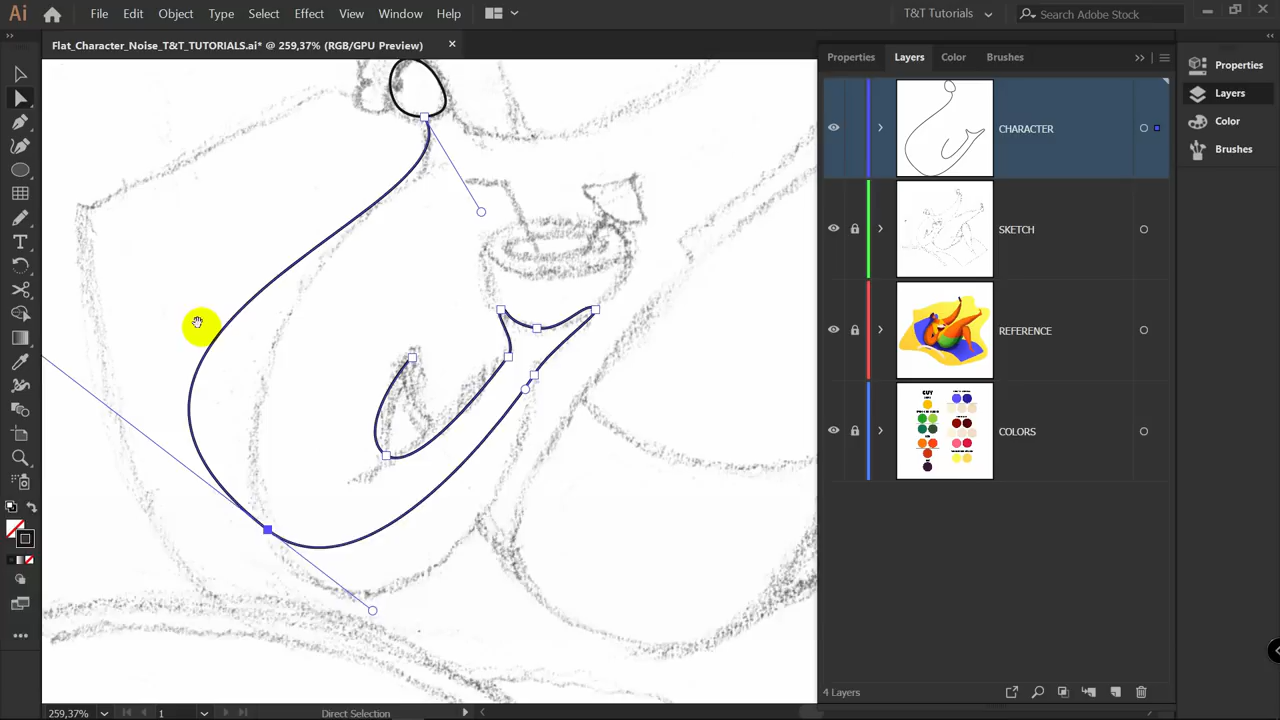 Ai File Edit Object Type Select Effect View Window Help T&T Tutorials Search Adobe Stock
Flat_Character_Noise_T&T_TUTORIALS.ai* @ 259,37% (RGB/GPU Preview)
Properties Layers Color Brushes
Properties
Layers
Color
Brushes
CHARACTER
SKETCH
REFERENCE
GUY
COLORS
4 Layers
259,37% 1 Direct Selection